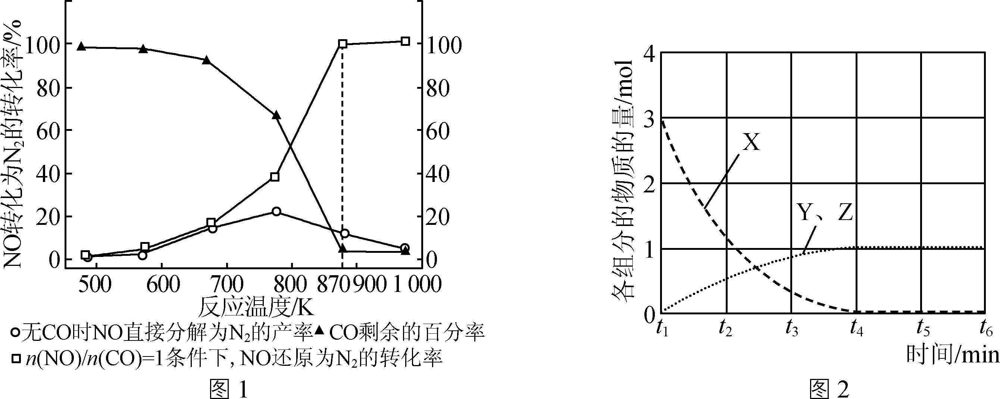 NO转化为N₂的转化率/%
100
80
60
40
20
0
100
80
60
40
20
0
500 600 700 800 870 900 1 000
反应温度/K
无CO时NO直接分解为N₂的产率 ▲ CO剩余的百分率
n(NO)/n(CO)=1条件下, NO还原为N₂的转化率
图 1
各组分的物质的量/mol
4
3
2
1
0
X
Y、Z
t₁ t₂ t₃ t₄ t₅ t₆
时间/min
图 2